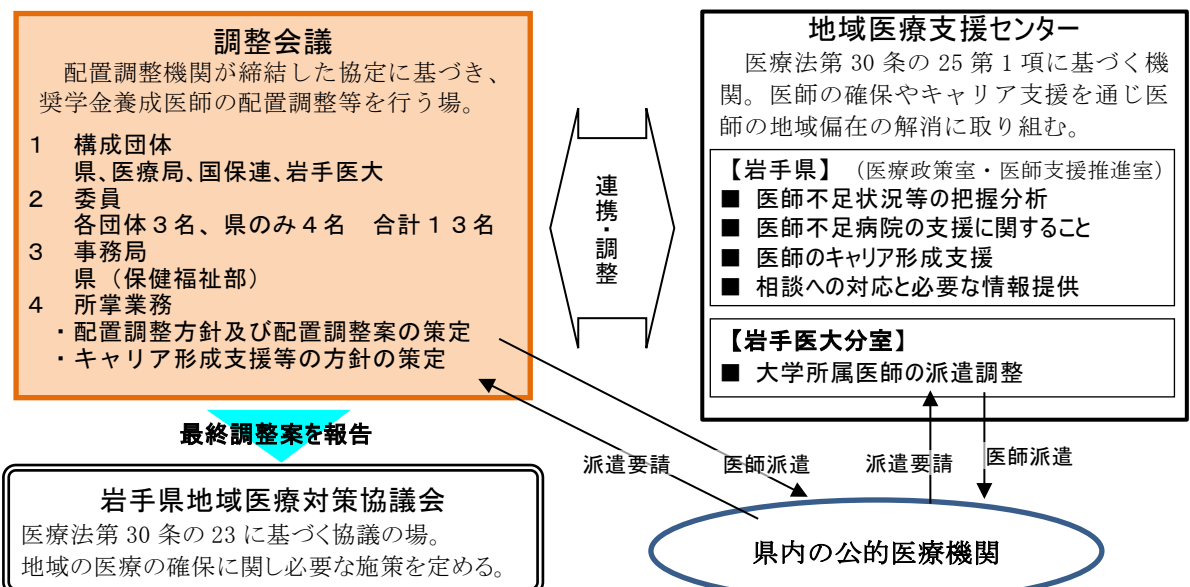 調整会議
配置調整機関が締結した協定に基づき、
奨学金養成医師の配置調整等を行う場。
1 構成団体
県、医療局、国保連、岩手医大
2 委員
各団体3名、県のみ4名 合計13名
3 事務局
県(保健福祉部)
4 所掌業務
・配置調整方針及び配置調整案の策定
・キャリア形成支援等の方針の策定
連携・調整
地域医療支援センター
医療法第30条の25第1項に基づく機
関。医師の確保やキャリア支援を通じ医
師の地域偏在の解消に取り組む。
【岩手県】(医療政策室・医師支援推進室)
■ 医師不足状況等の把握分析
■ 医師不足病院の支援に関すること
■ 医師のキャリア形成支援
■ 相談への対応と必要な情報提供
【岩手医大分室】
■ 大学所属医師の派遣調整
最終調整案を報告
派遣要請
医師派遣
派遣要請
医師派遣
岩手県地域医療対策協議会
医療法第30条の23に基づく協議の場。
地域の医療の確保に関し必要な施策を定める。
県内の公的医療機関